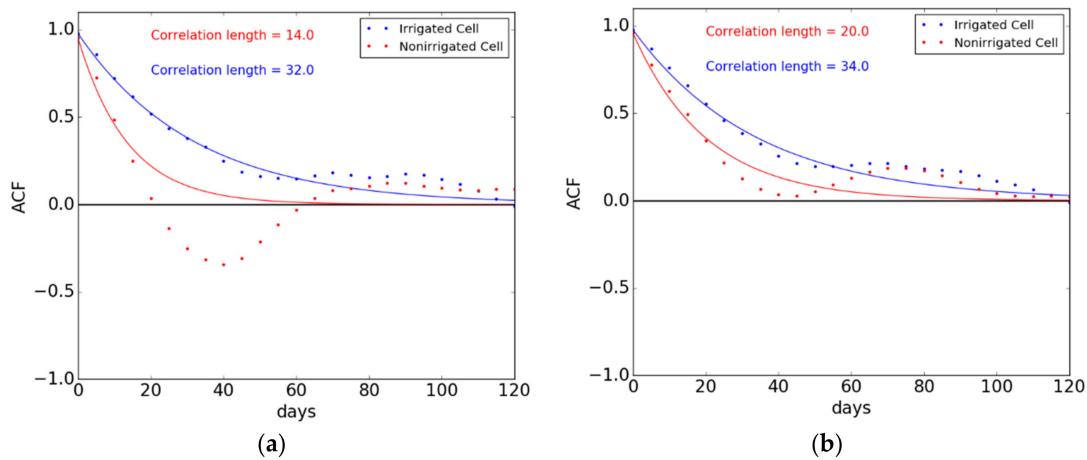 Correlation length = 14.0
Correlation length = 32.0
Irrigated Cell
Nonirrigated Cell
ACF
1.0
0.5
0.0
−0.5
−1.0
0 20 40 60 80 100 120
days
(a)
Correlation length = 20.0
Correlation length = 34.0
Irrigated Cell
Nonirrigated Cell
ACF
1.0
0.5
0.0
−0.5
−1.0
0 20 40 60 80 100 120
days
(b)